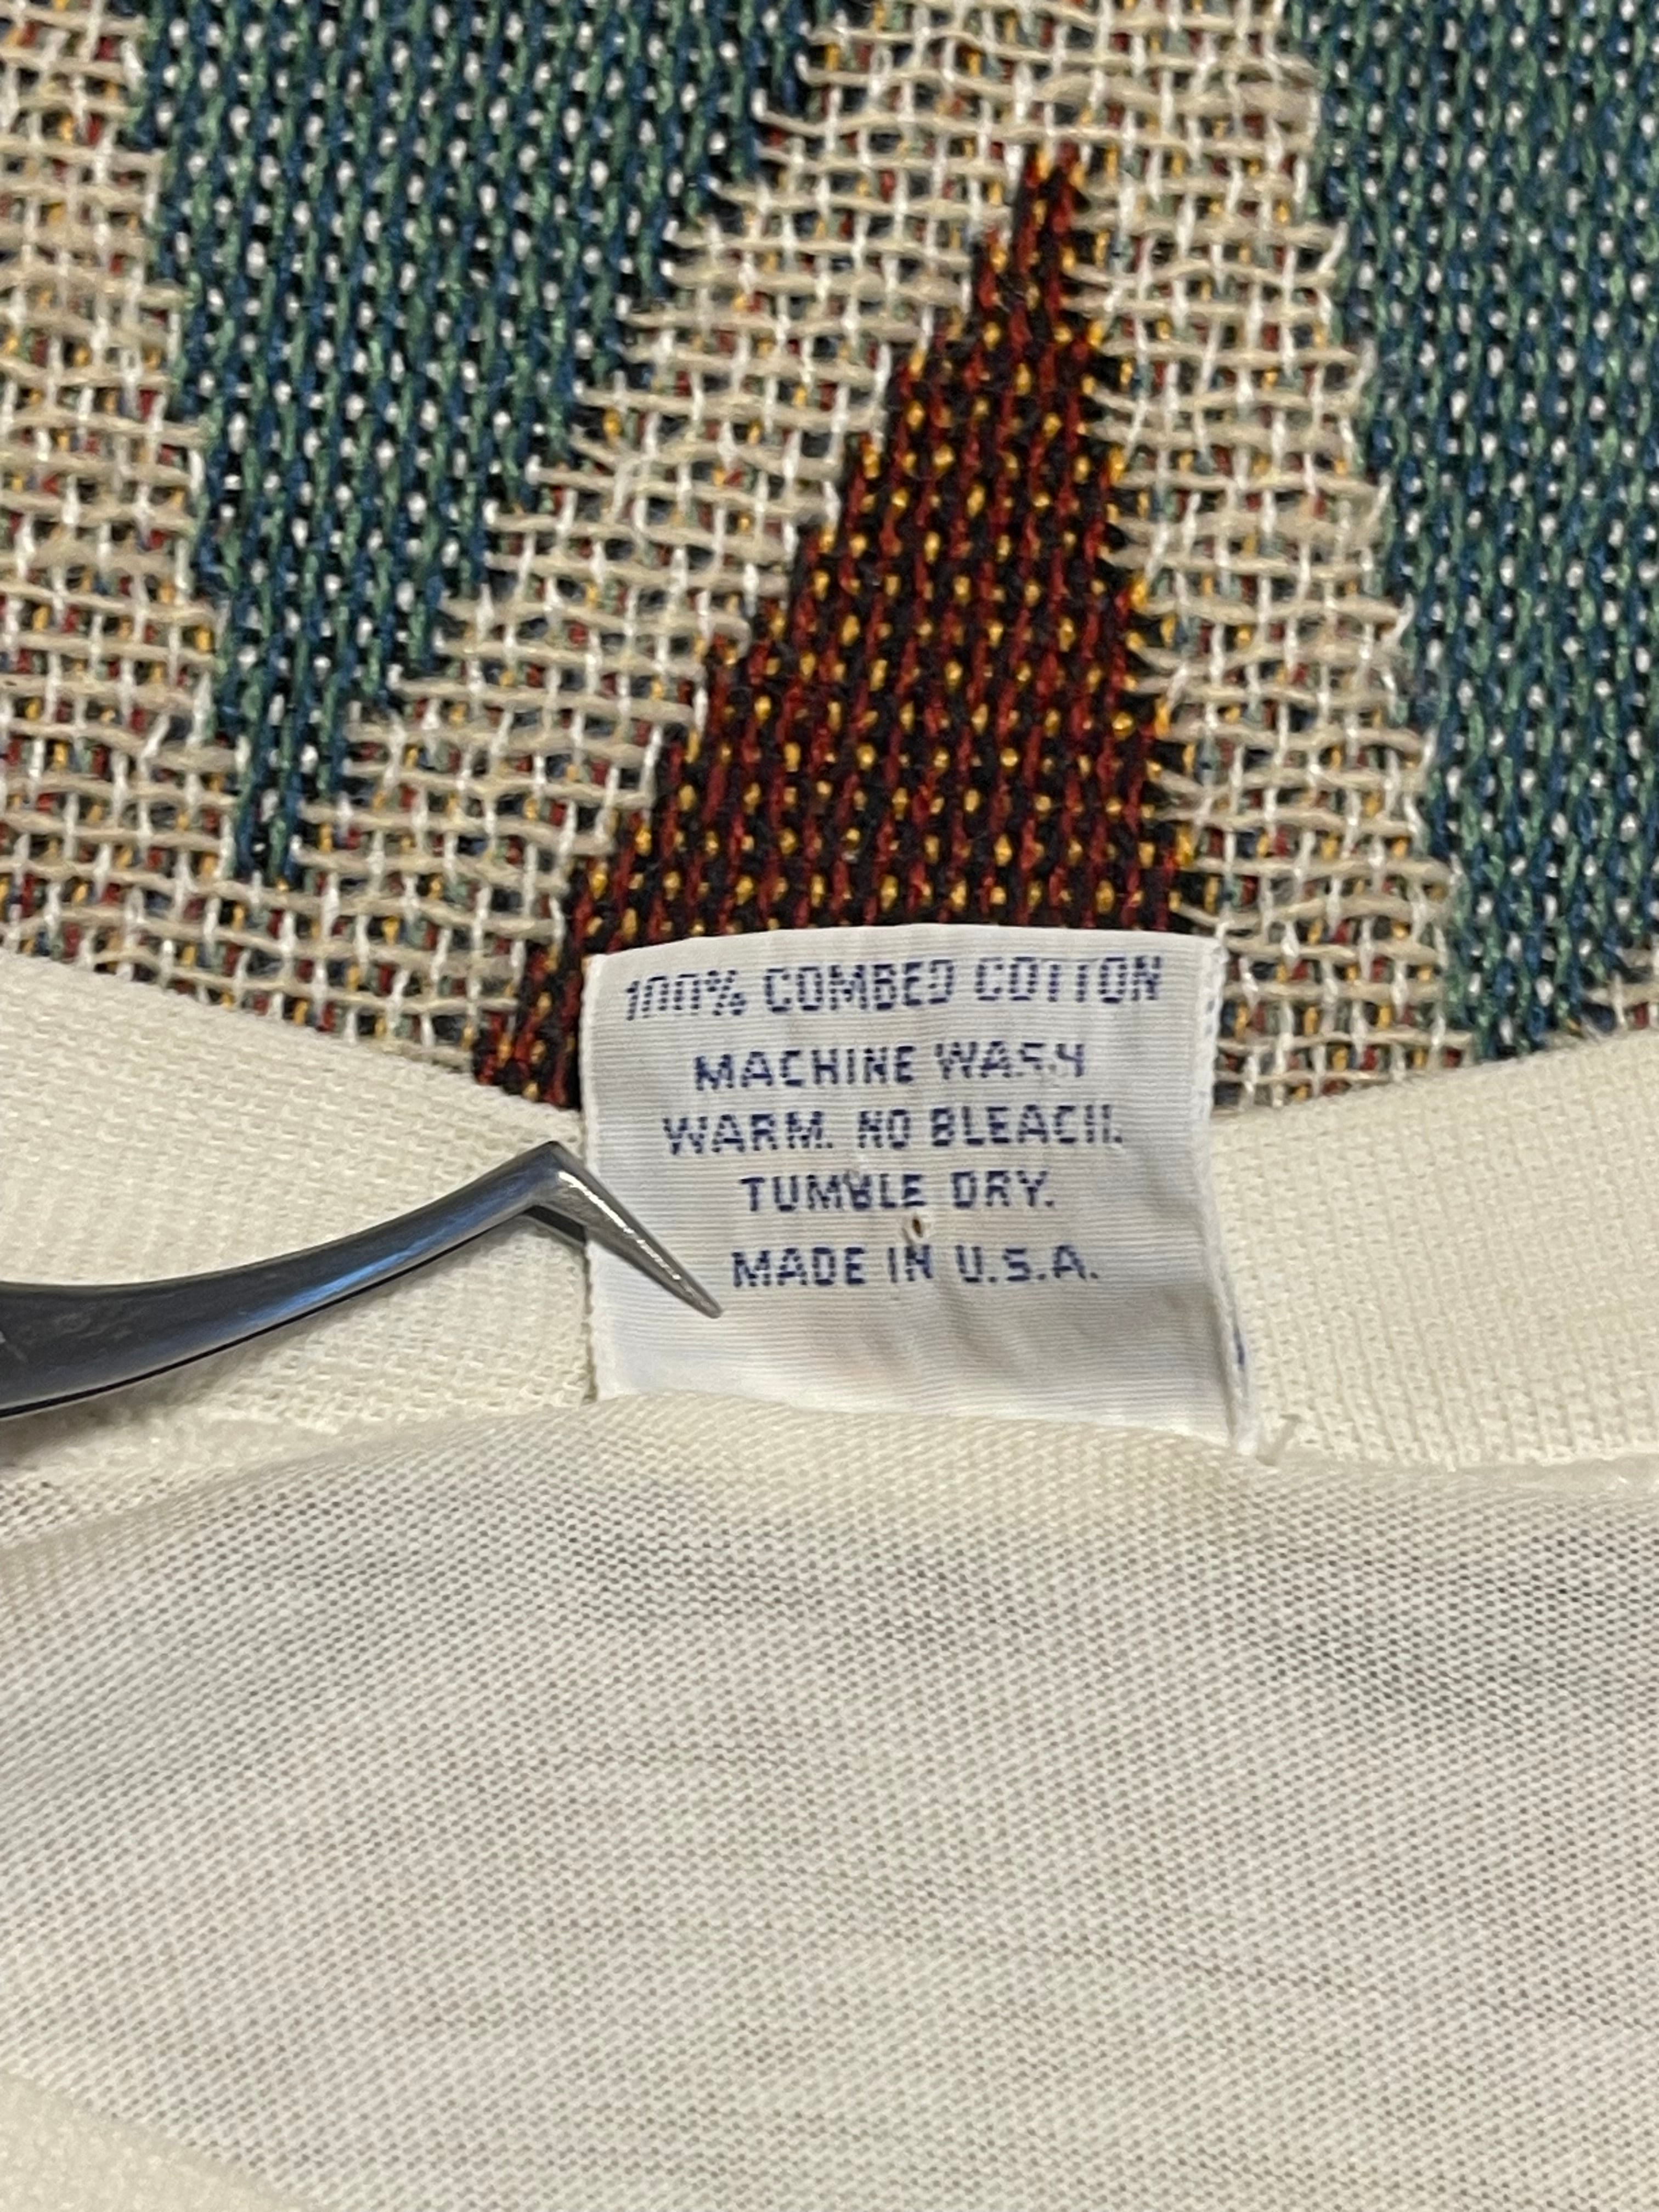 100% COMBED COTTON
MACHINE WASH
WARM. NO BLEACH.
TUMBLE DRY.
MADE IN U.S.A.